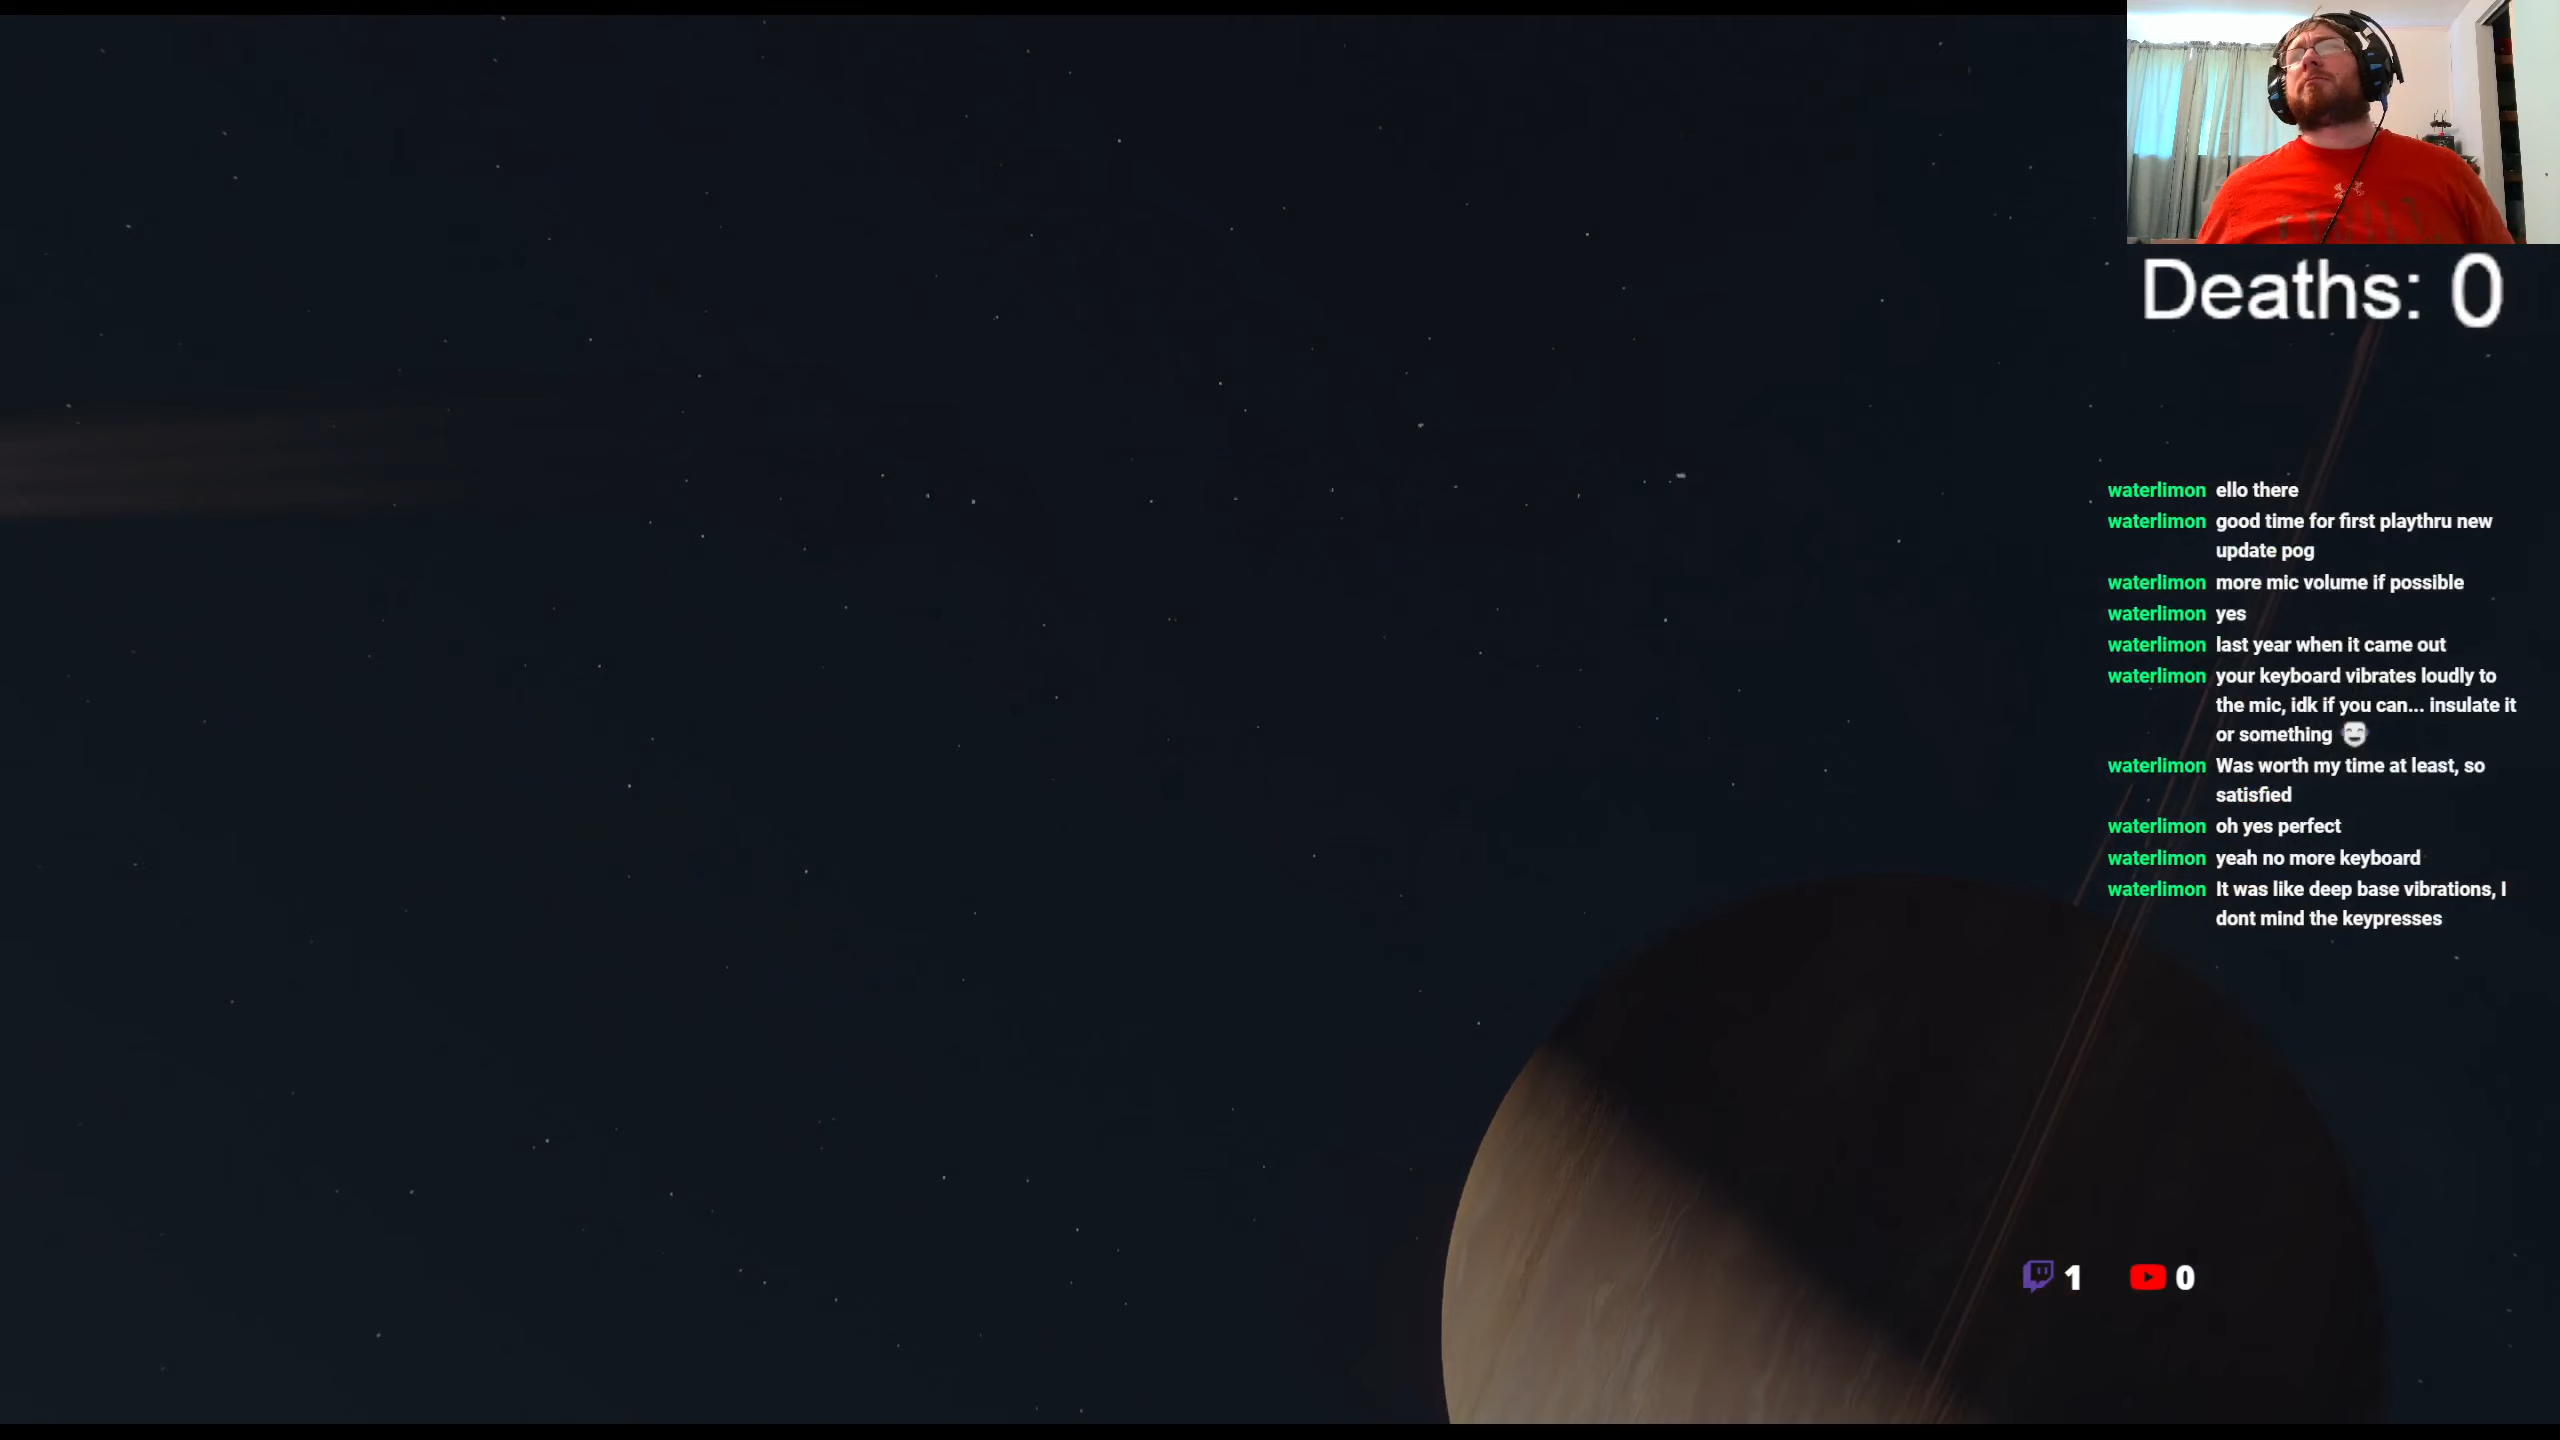 Deaths: 0
waterlimon ello there
waterlimon good time for first playthru new
update pog
waterlimon more mic volume if possible
waterlimon yes
waterlimon last year when it came out
waterlimon your keyboard vibrates loudly to
the mic, idk if you can... insulate it
or something
waterlimon Was worth my time at least, so
satisfied
waterlimon oh yes perfect
waterlimon yeah no more keyboard
waterlimon It was like deep base vibrations, I
dont mind the keypresses
1 0